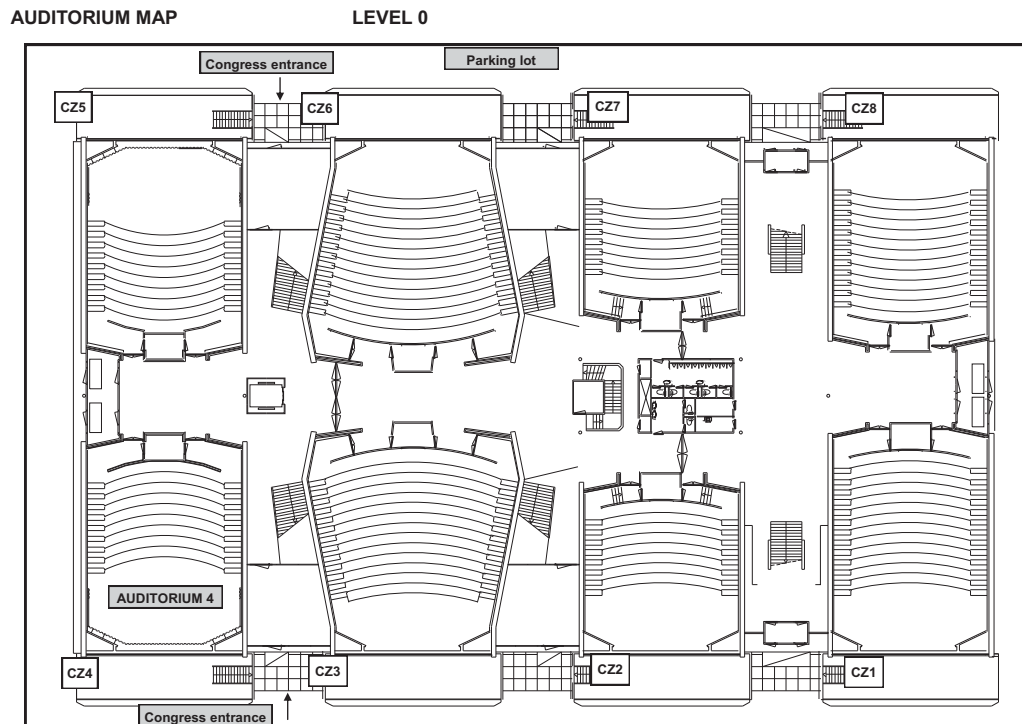 AUDITORIUM MAP LEVEL 0
Parking lot
Congress entrance
CZ5
CZ6
CZ7
CZ8
AUDITORIUM 4
CZ4
CZ3
CZ2
CZ1
Congress entrance